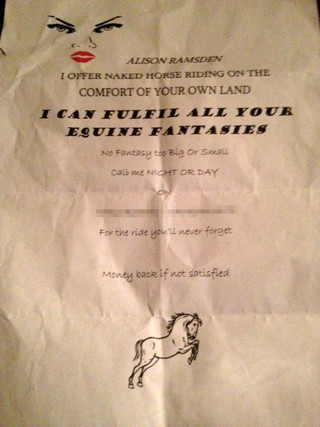 ALISON RAMSDEN
I OFFER NAKED HORSE RIDING ON THE
COMFORT OF YOUR OWN LAND
I CAN FULFIL ALL YOUR
EQUINE FANTASIES
No Fantasy too Big Or Small
Call me NIGHT OR DAY
ON
For the ride you'll never forget
Money back if not satisfied